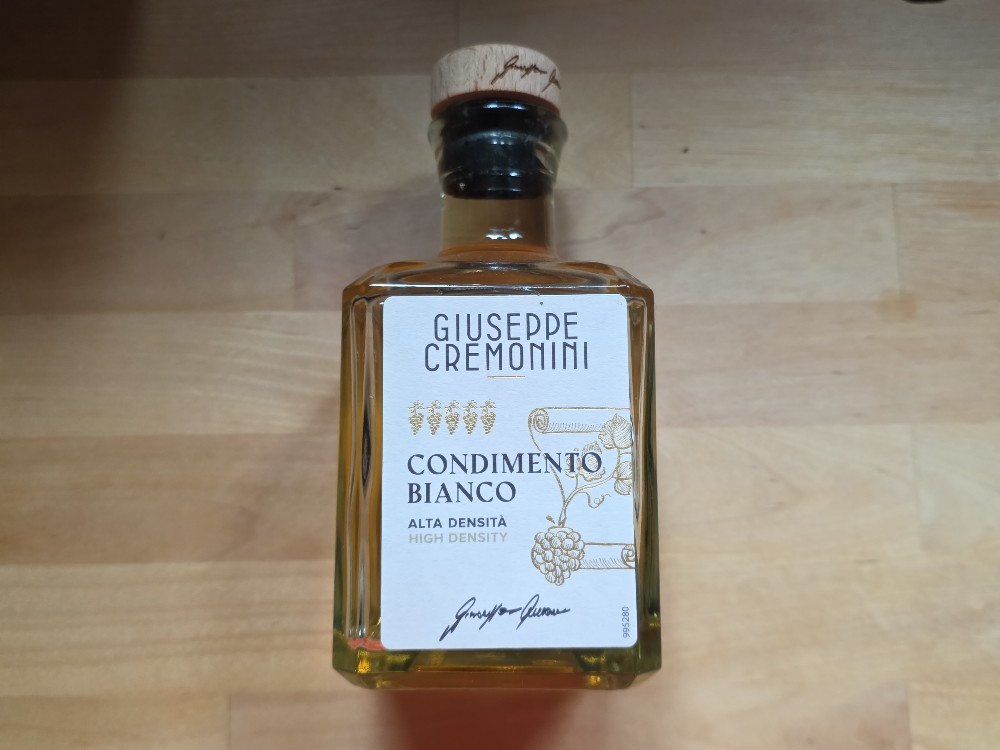 GIUSEPPE
CREMONINI
CONDIMENTO
BIANCO
ALTA DENSITÀ
HIGH DENSITY
995280